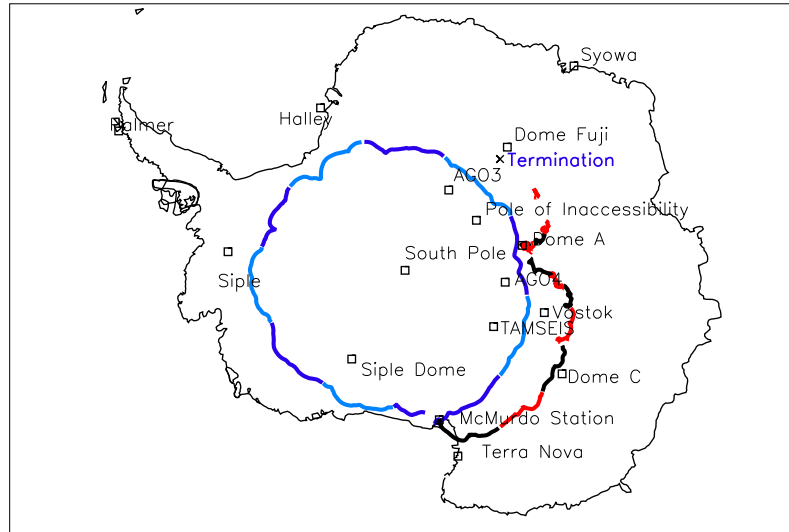 Syowa
Halley
Palmer
Dome Fuji
Termination
AGO3
Pole of Inaccessibility
Dome A
South Pole
Siple
AGO4
Vostok
TAMSEIS
Siple Dome
Dome C
McMurdo Station
Terra Nova